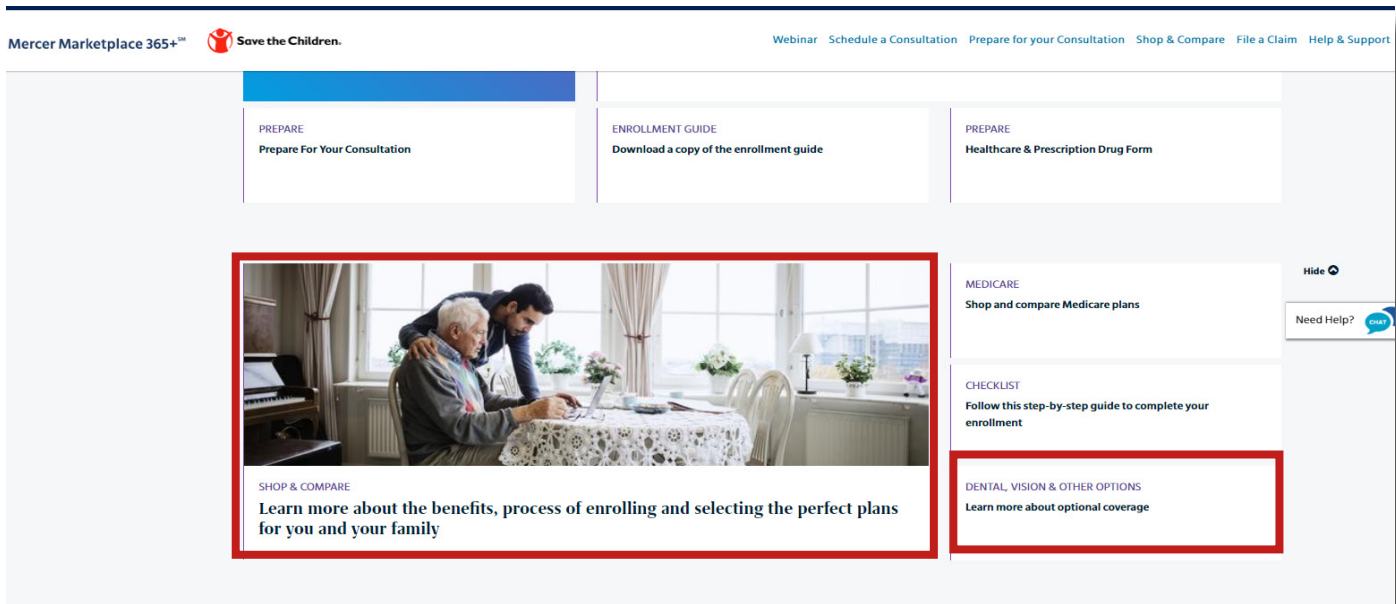 Mercer Marketplace 365+℠
Save the Children.
Webinar Schedule a Consultation Prepare for your Consultation Shop & Compare File a Claim Help & Support
PREPARE
Prepare For Your Consultation
ENROLLMENT GUIDE
Download a copy of the enrollment guide
PREPARE
Healthcare & Prescription Drug Form
SHOP & COMPARE
Learn more about the benefits, process of enrolling and selecting the perfect plans
for you and your family
MEDICARE
Shop and compare Medicare plans
CHECKLIST
Follow this step-by-step guide to complete your
enrollment
DENTAL, VISION & OTHER OPTIONS
Learn more about optional coverage
Hide
Need Help?
CHAT